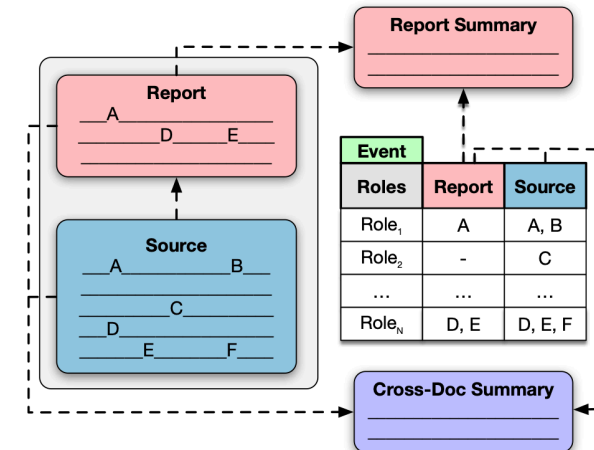 Report Summary
Report
A
D E
Source
A B
C
D
E F
Event
Roles Report Source
Role1 A A, B
Role2 - C
... ... ...
RoleN D, E D, E, F
Cross-Doc Summary